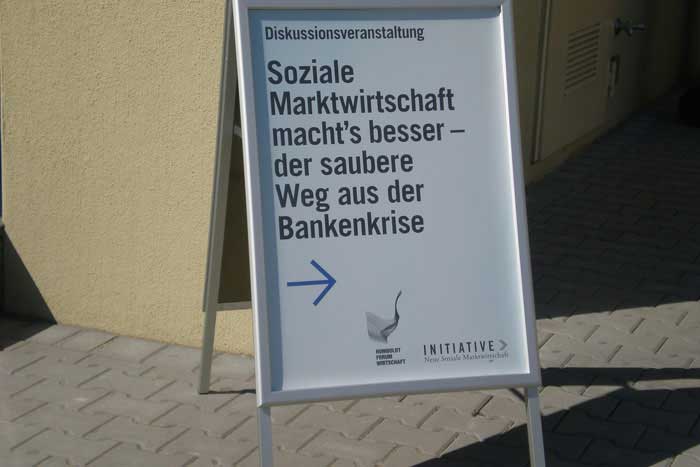 Diskussionsveranstaltung
Soziale
Marktwirtschaft
macht's besser –
der saubere
Weg aus der
Bankenkrise
HUMBOLDT
FORUM
WIRTSCHAFT
INITIATIVE
Neue Soziale Marktwirtschaft